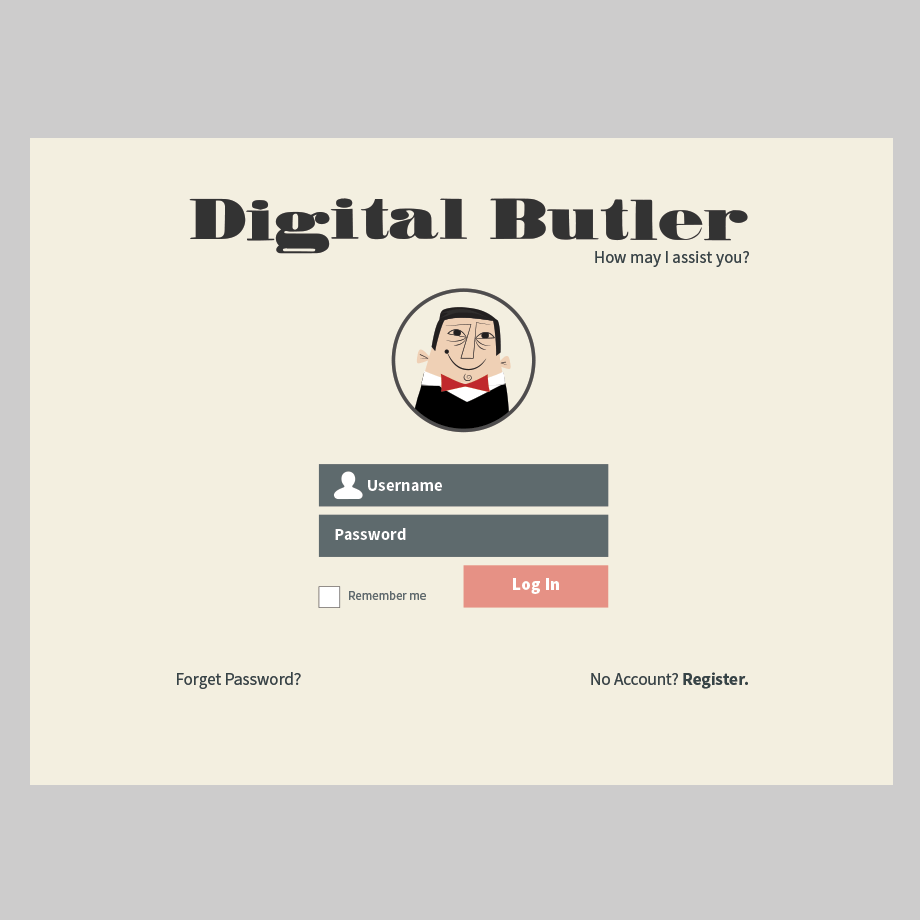 Digital Butler
How may I assist you?
Username
Password
Log In
Remember me
Forget Password?
No Account? Register.